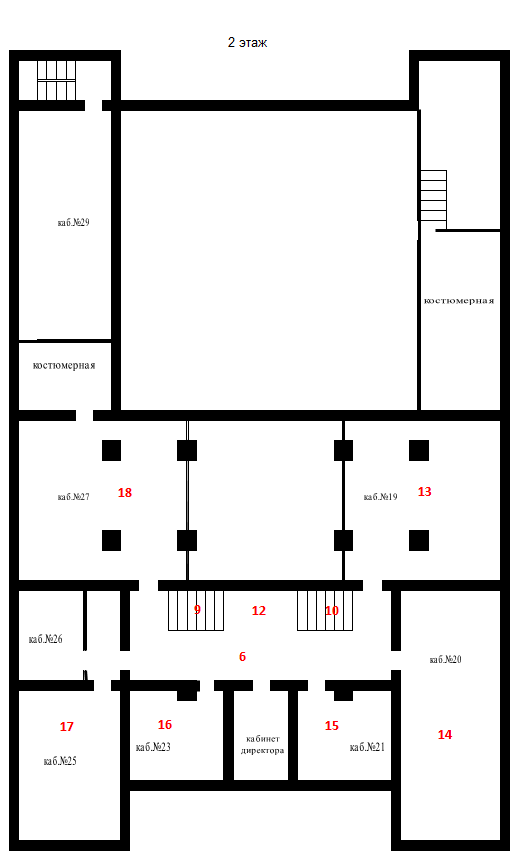 2 этаж
каб.№29
костюмерная
костюмерная
каб.№27
18
каб.№19
13
9
12
10
каб.№26
6
каб.№20
17
16
каб.№23
кабинет
директора
15
каб.№21
14
каб.№25